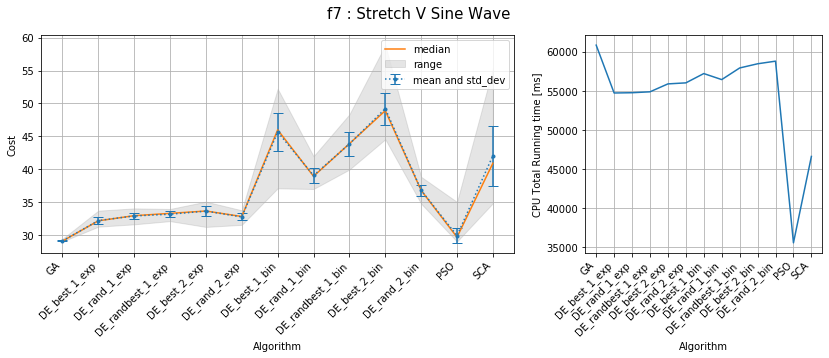 f7 : Stretch V Sine Wave
60
55
50
45
40
35
30
Cost
median
range
mean and std_dev
GA
DE_best_1_exp
DE_rand_1_exp
DE_randbest_1_exp
DE_best_2_exp
DE_rand_2_exp
DE_best_1_bin
DE_rand_1_bin
DE_randbest_1_bin
DE_best_2_bin
DE_rand_2_bin
PSO
SCA
Algorithm
60000
55000
50000
45000
40000
35000
CPU Total Running time [ms]
GA
DE_best_1_exp
DE_rand_1_exp
DE_randbest_1_exp
DE_best_2_exp
DE_rand_2_exp
DE_best_1_bin
DE_rand_1_bin
DE_randbest_1_bin
DE_best_2_bin
DE_rand_2_bin
PSO
SCA
Algorithm